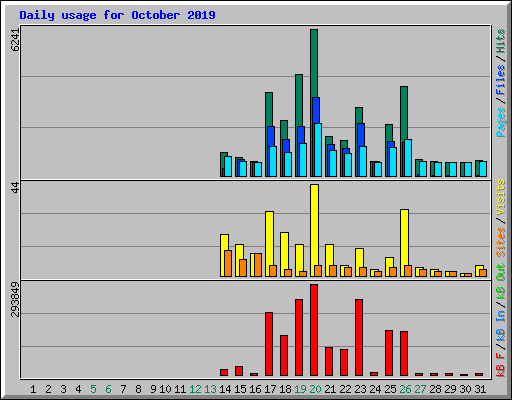 Daily usage for October 2019
6241
44
293849
Pages / Files / Hits
Sites / Visits
kB F / kB In / kB Out
1 2 3 4 5 6 7 8 9 10 11 12 13 14 15 16 17 18 19 20 21 22 23 24 25 26 27 28 29 30 31